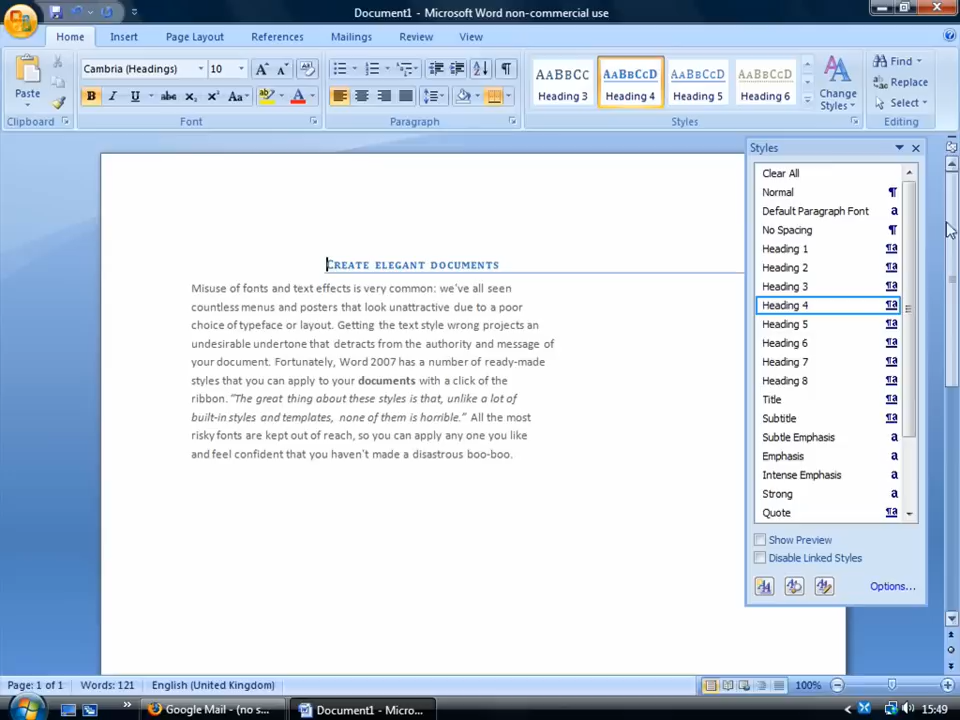 Document1 - Microsoft Word non-commercial use
Home Insert Page Layout References Mailings Review View
Paste
Cambria (Headings) 10
AaBbCc AaBbCcD AaBbCcD AaBbCcD
Heading 3 Heading 4 Heading 5 Heading 6
Change Styles
Find
Replace
Select
Clipboard Font Paragraph Styles Editing
Styles
Clear All
Normal
Default Paragraph Font
No Spacing
Heading 1
Heading 2
Heading 3
Heading 4
Heading 5
Heading 6
Heading 7
Heading 8
Title
Subtitle
Subtle Emphasis
Emphasis
Intense Emphasis
Strong
Quote
Show Preview
Disable Linked Styles
Options...
CREATE ELEGANT DOCUMENTS
Misuse of fonts and text effects is very common: we've all seen
countless menus and posters that look unattractive due to a poor
choice of typeface or layout. Getting the text style wrong projects an
undesirable undertone that detracts from the authority and message of
your document. Fortunately, Word 2007 has a number of ready-made
styles that you can apply to your documents with a click of the
ribbon. "The great thing about these styles is that, unlike a lot of
built-in styles and templates, none of them is horrible." All the most
risky fonts are kept out of reach, so you can apply any one you like
and feel confident that you haven't made a disastrous boo-boo.
Page: 1 of 1 Words: 121 English (United Kingdom) 100%
Google Mail - (no s... Document1 - Micro... 15:49